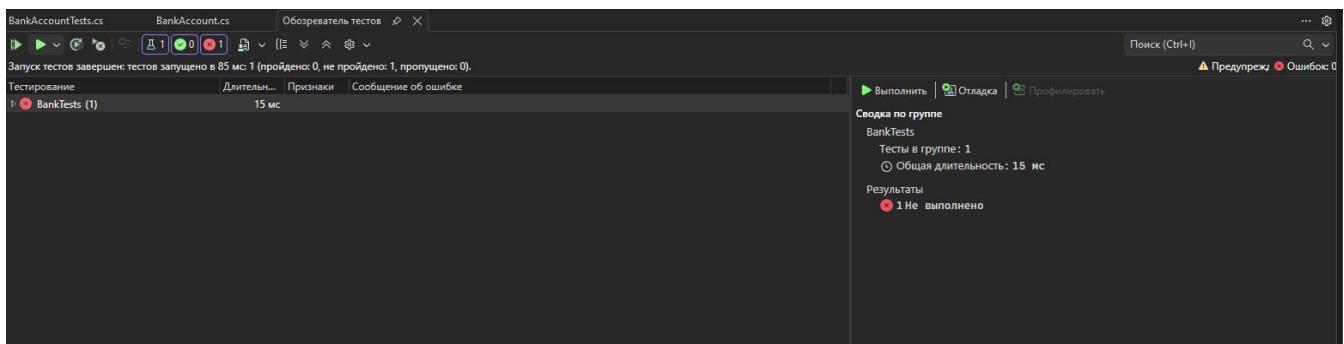 BankAccountTests.cs BankAccount.cs Обозреватель тестов
1 0 1 Поиск (Ctrl+I)
Запуск тестов завершен: тестов запущено в 85 мс: 1 (пройдено: 0, не пройдено: 1, пропущено: 0). Предупреж Ошибок: 0
Тестирование Длительн... Признаки Сообщение об ошибке
BankTests (1) 15 мс
Выполнить Отладка Профилировать
Сводка по группе
BankTests
Тесты в группе: 1
Общая длительность: 15 мс
Результаты
1 Не выполнено